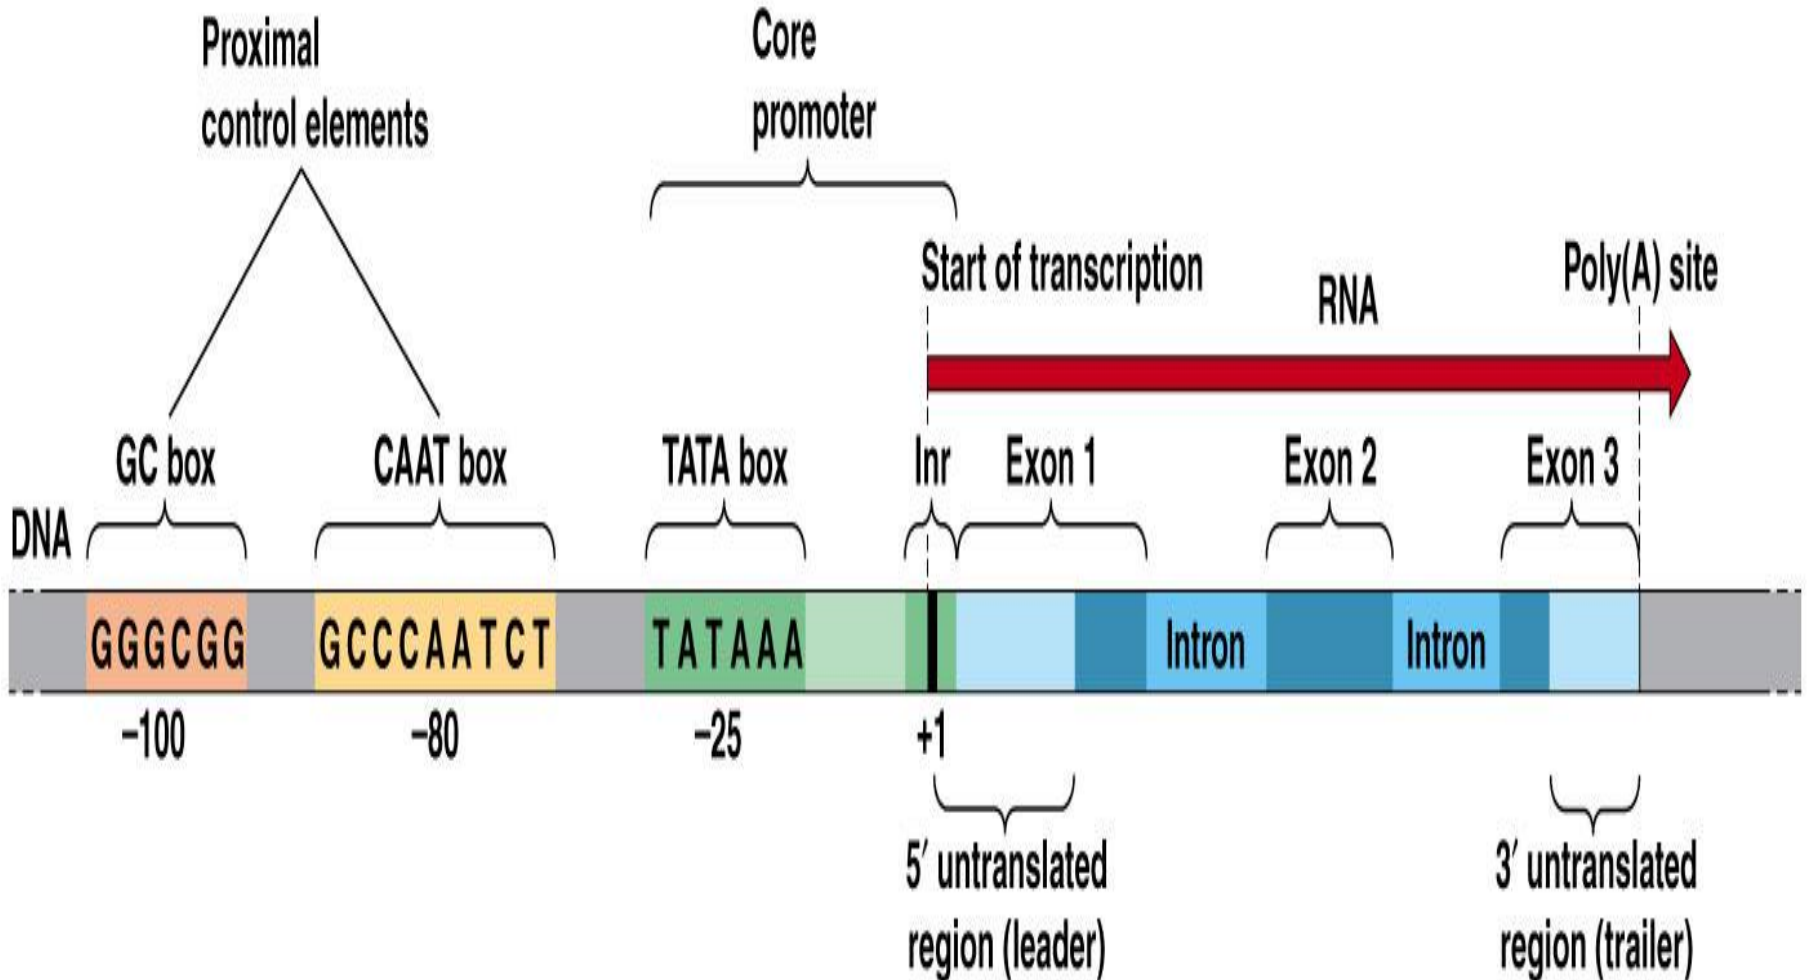 Proximal
control elements
Core
promoter
Start of transcription
RNA
Poly(A) site
GC box
CAAT box
TATA box
Inr
Exon 1
Exon 2
Exon 3
DNA
GGGCGG
GCCCAATCT
TATAAA
Intron
Intron
–100
–80
–25
+1
5′ untranslated
region (leader)
3′ untranslated
region (trailer)